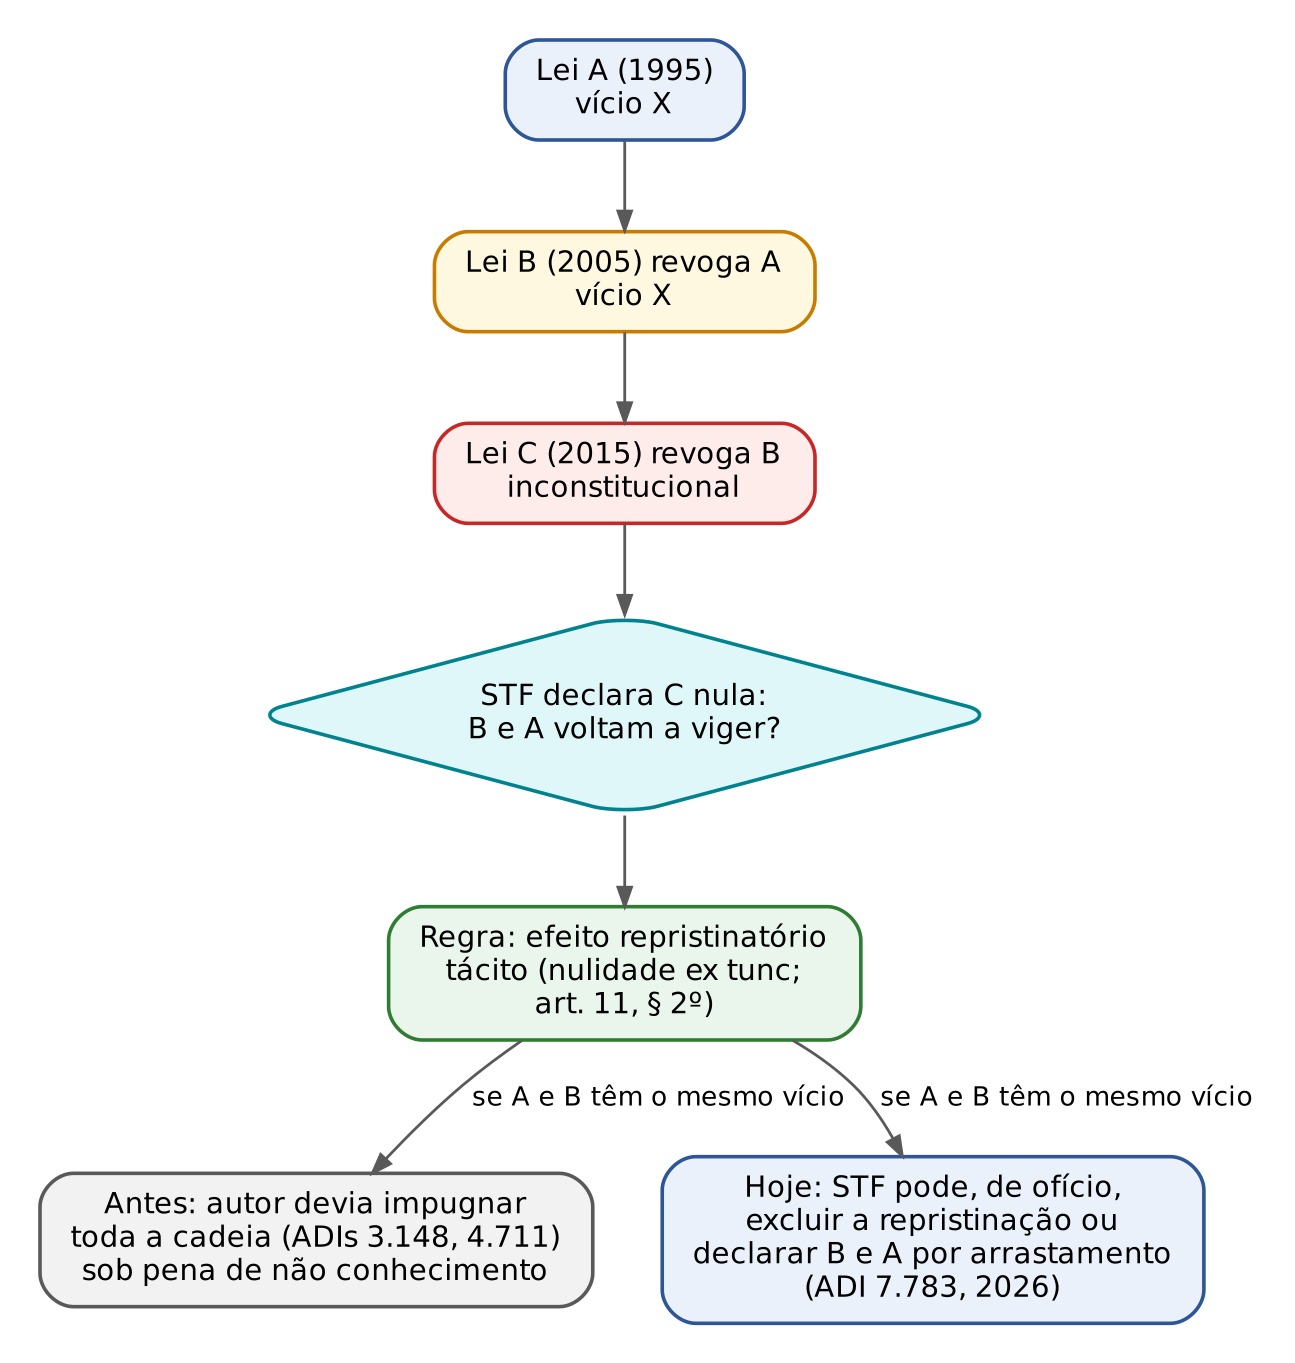 Lei A (1995)
vício X
Lei B (2005) revoga A
vício X
Lei C (2015) revoga B
inconstitucional
STF declara C nula:
B e A voltam a viger?
Regra: efeito repristinatório
tácito (nulidade ex tunc;
art. 11, § 2º)
se A e B têm o mesmo vício
se A e B têm o mesmo vício
Antes: autor devia impugnar
toda a cadeia (ADIs 3.148, 4.711)
sob pena de não conhecimento
Hoje: STF pode, de ofício,
excluir a repristinação ou
declarar B e A por arrastamento
(ADI 7.783, 2026)